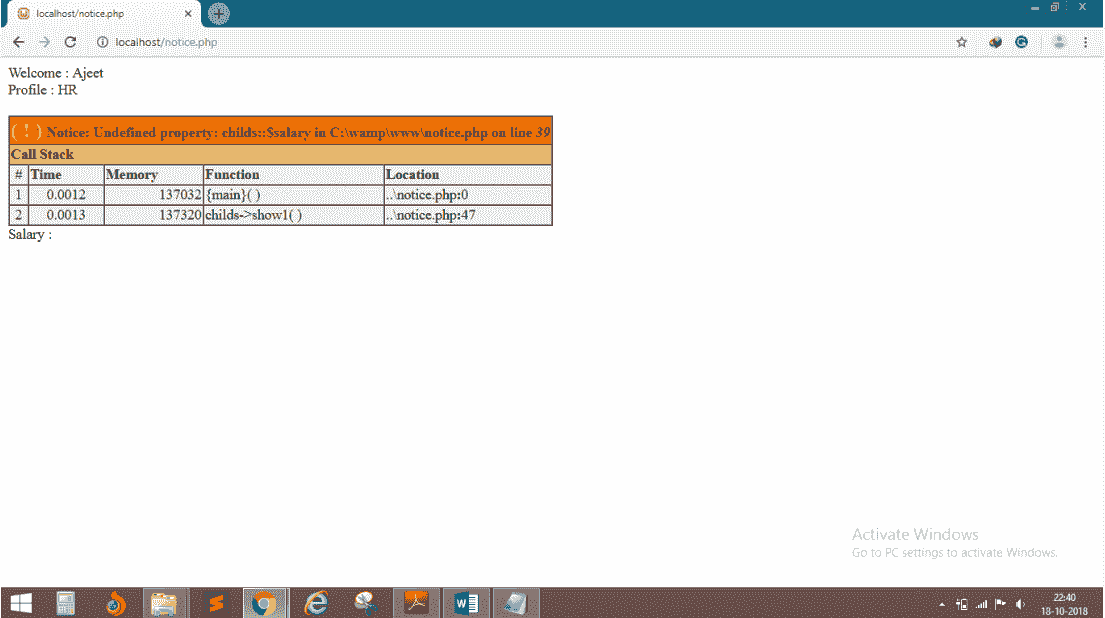 localhost/notice.php
localhost/notice.php
Welcome : Ajeet
Profile : HR
( ! ) Notice: Undefined property: childs::$salary in C:\wamp\www\notice.php on line 39
Call Stack
# Time Memory Function Location
1 0.0012 137032 {main}( ) ..\notice.php:0
2 0.0013 137320 childs->show1( ) ..\notice.php:47
Salary :
Activate Windows
Go to PC settings to activate Windows.
22:40
18-10-2018